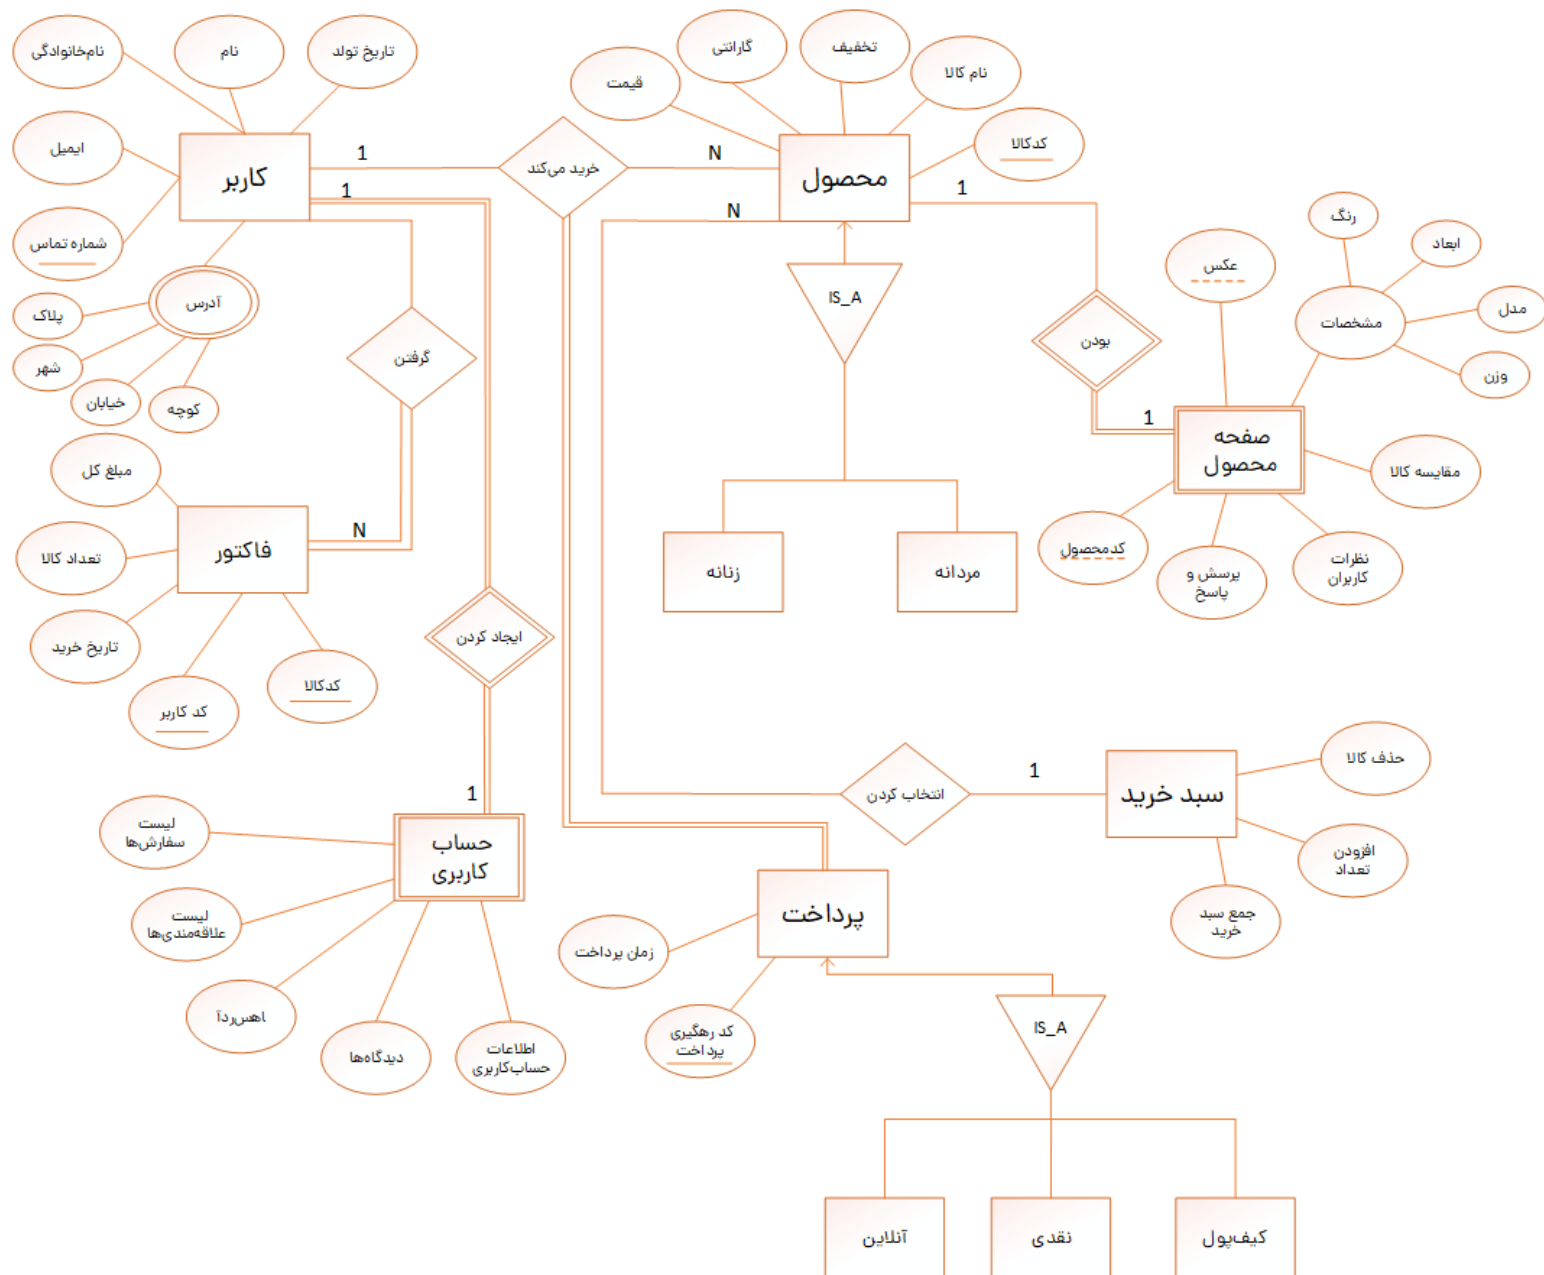 نام‌خانوادگی
نام
تاریخ تولد
ایمیل
شماره تماس
کاربر
آدرس
پلاک
شهر
خیابان
کوچه
1
خرید می‌کند
N
1
قیمت
گارانتی
تخفیف
نام کالا
کدکالا
محصول
1
N
IS_A
زنانه
مردانه
بودن
1
عکس
رنگ
ابعاد
مدل
وزن
مشخصات
صفحه
محصول
مقایسه کالا
نظرات
کاربران
پرسش و
پاسخ
کدمحصول
گرفتن
N
مبلغ کل
تعداد کالا
تاریخ خرید
کد کاربر
کدکالا
فاکتور
ایجاد کردن
1
حساب
کاربری
لیست
سفارش‌ها
لیست
علاقه‌مندی‌ها
اهس‌ردآ
دیدگاه‌ها
اطلاعات
حساب‌کاربری
انتخاب کردن
1
سبد خرید
حذف کالا
افزودن
تعداد
جمع سبد
خرید
پرداخت
زمان پرداخت
کد رهگیری
پرداخت
IS_A
آنلاین
نقدی
کیف‌پول